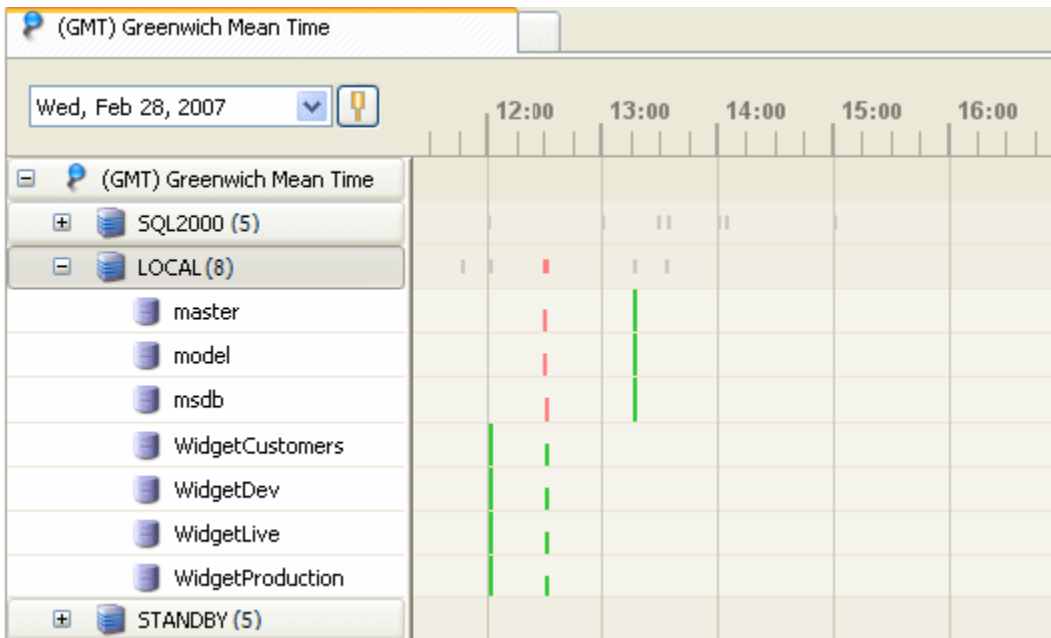 (GMT) Greenwich Mean Time
Wed, Feb 28, 2007
12:00 13:00 14:00 15:00 16:00
(GMT) Greenwich Mean Time
SQL2000 (5)
LOCAL (8)
master
model
msdb
WidgetCustomers
WidgetDev
WidgetLive
WidgetProduction
STANDBY (5)